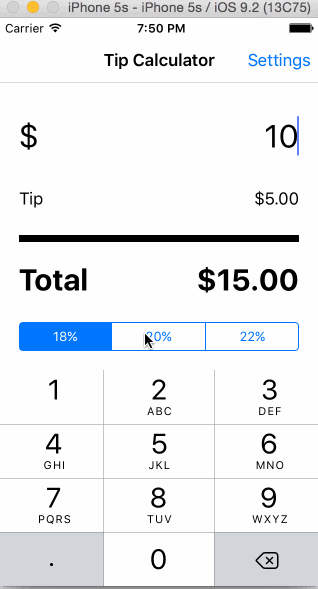 iPhone 5s - iPhone 5s / iOS 9.2 (13C75)
Carrier 7:50 PM
Tip Calculator Settings
$ 10
Tip $5.00
Total $15.00
18% 20% 22%
1 2 3
ABC DEF
4 5 6
GHI JKL MNO
7 8 9
PQRS TUV WXYZ
. 0